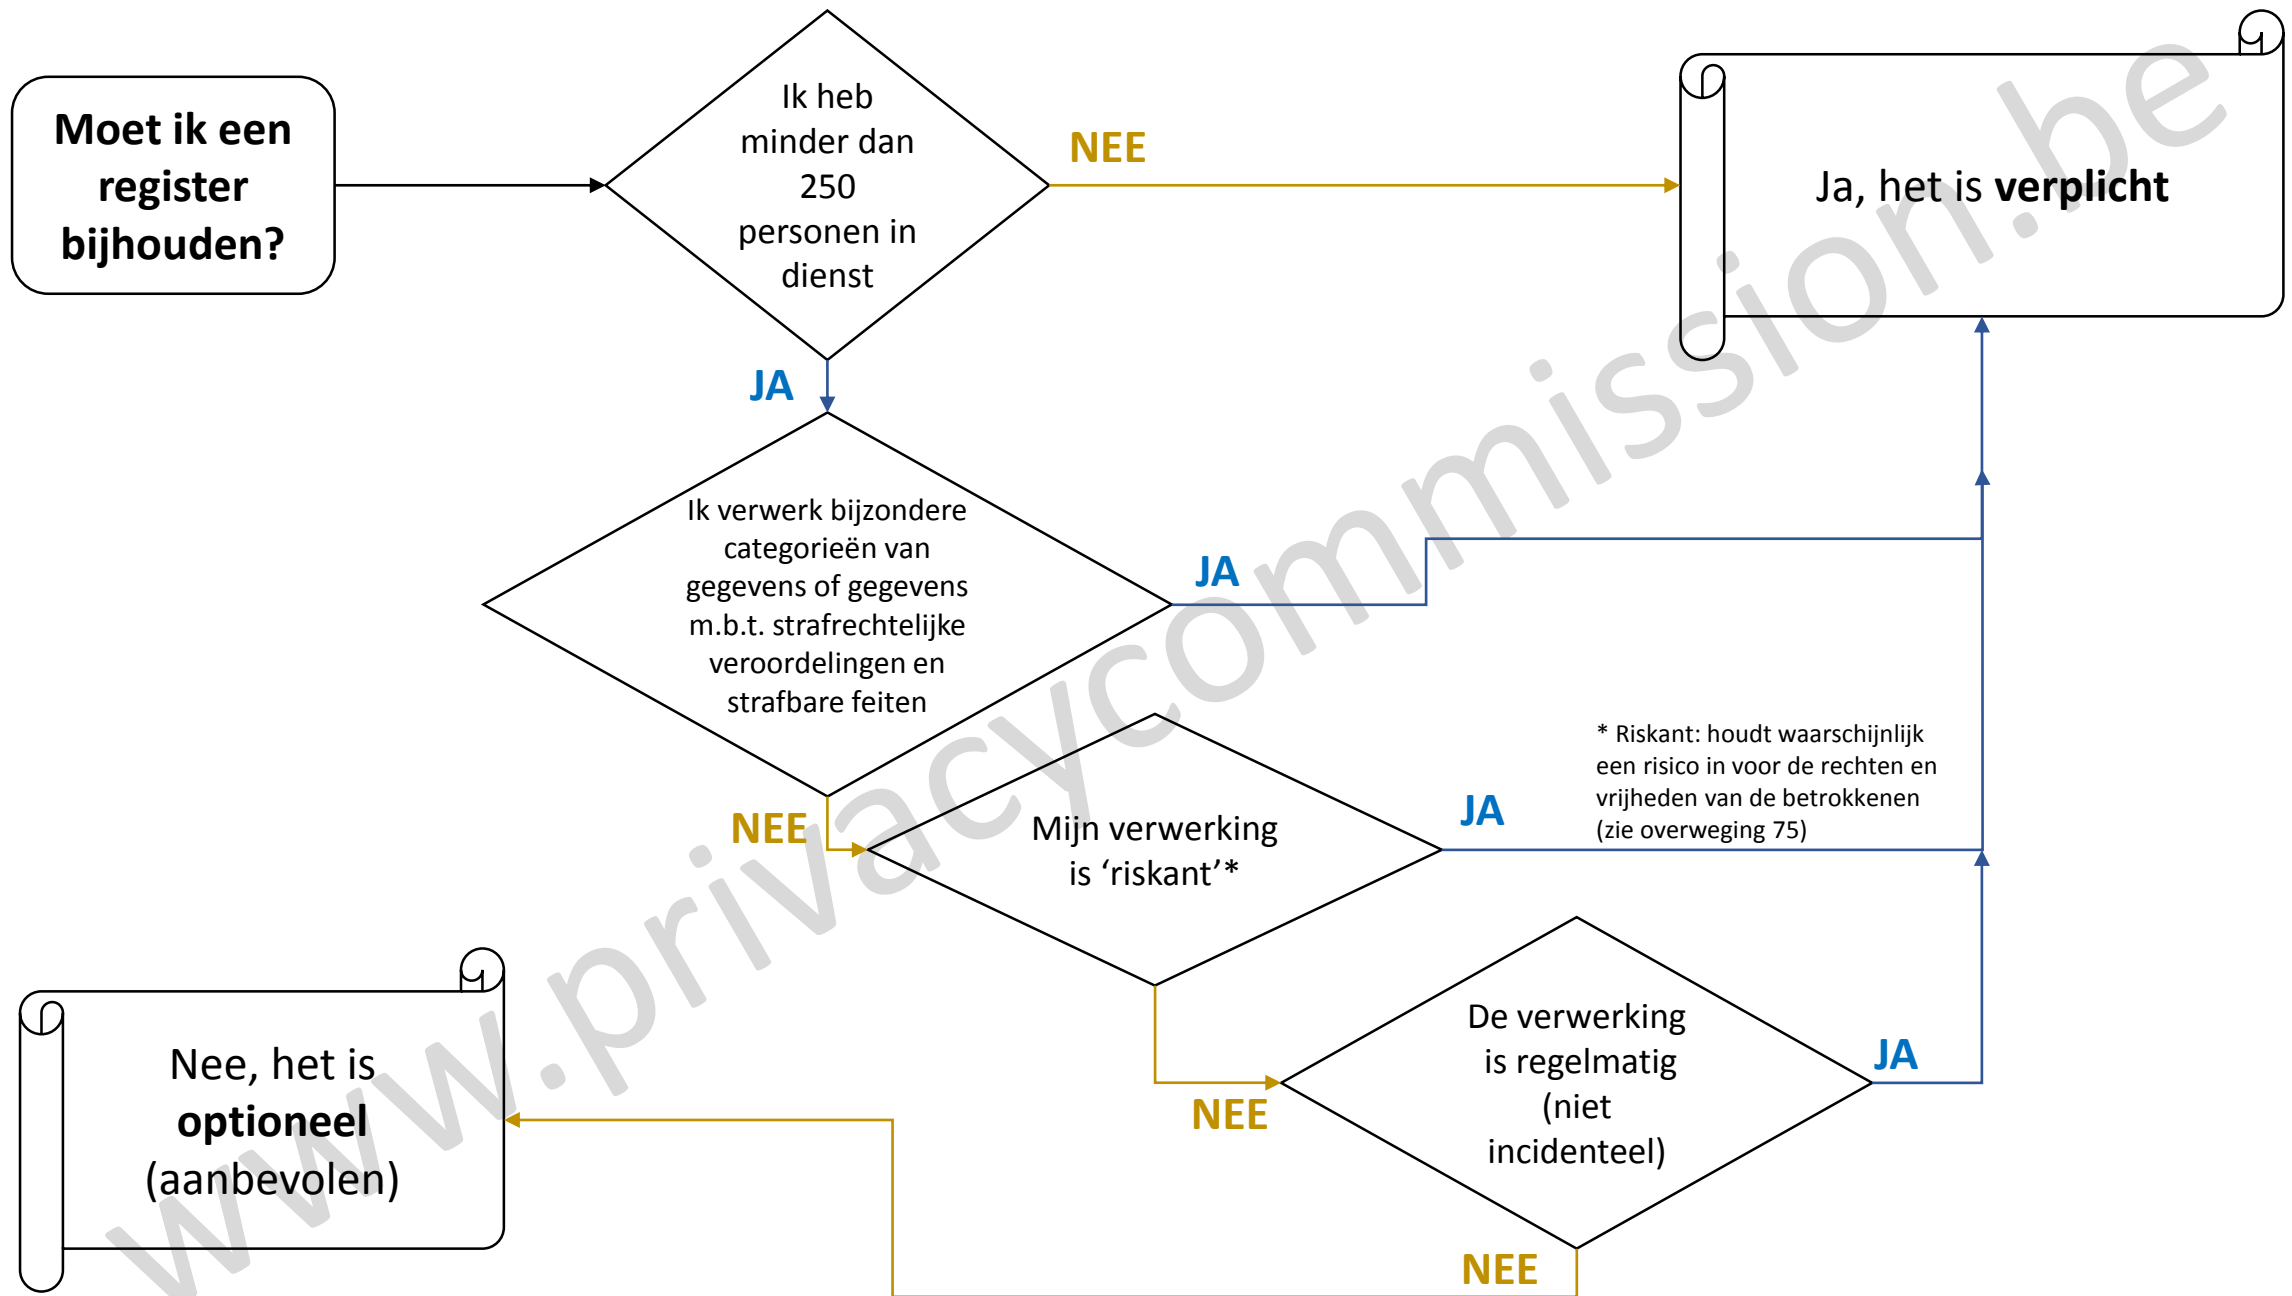 Moet ik een
register
bijhouden?
Ik heb
minder dan
250
personen in
dienst
NEE
Ja, het is verplicht
JA
Ik verwerk bijzondere
categorieën van
gegevens of gegevens
m.b.t. strafrechtelijke
veroordelingen en
strafbare feiten
JA
NEE
Mijn verwerking
is ‘riskant’*
JA
* Riskant: houdt waarschijnlijk
een risico in voor de rechten en
vrijheden van de betrokkenen
(zie overweging 75)
NEE
De verwerking
is regelmatig
(niet
incidenteel)
JA
NEE
Nee, het is
optioneel
(aanbevolen)
www.privacycommission.be